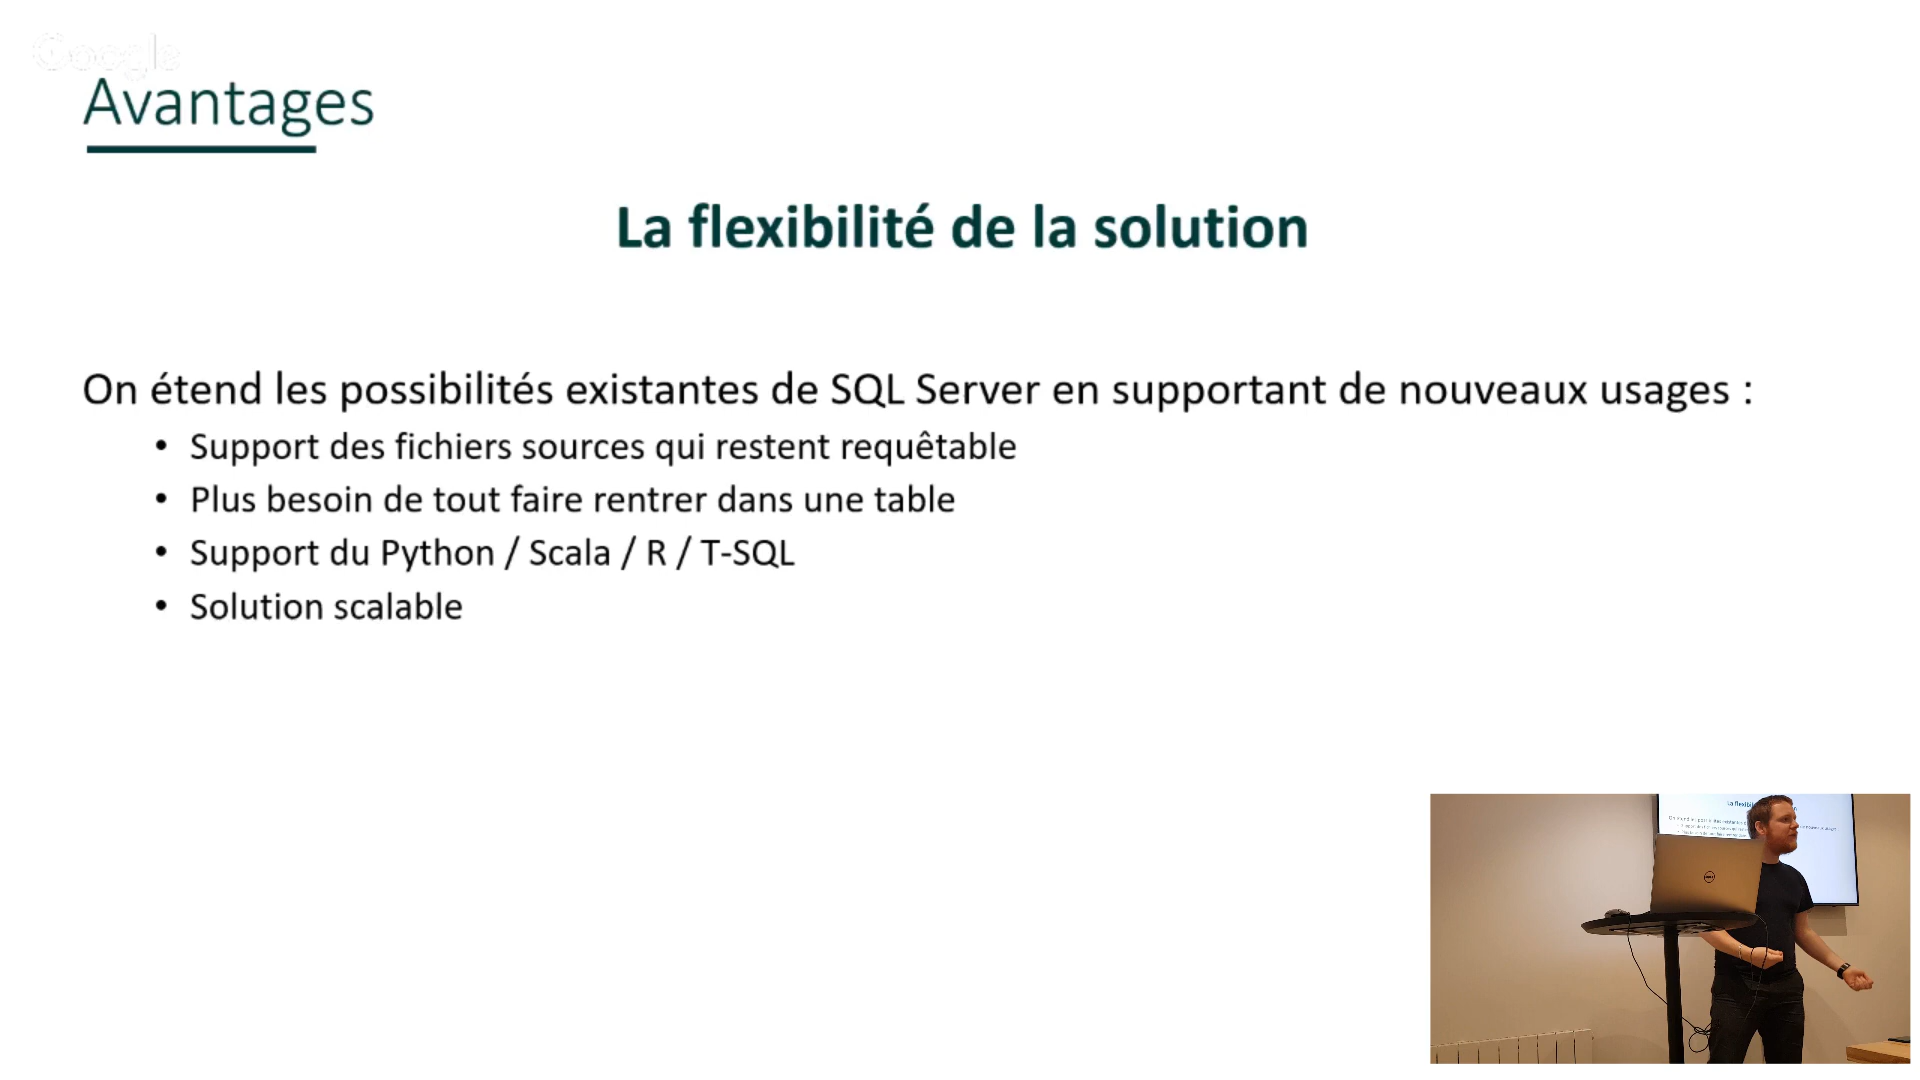 Google
Avantages
La flexibilité de la solution
On étend les possibilités existantes de SQL Server en supportant de nouveaux usages :
• Support des fichiers sources qui restent requêtable
• Plus besoin de tout faire rentrer dans une table
• Support du Python / Scala / R / T-SQL
• Solution scalable